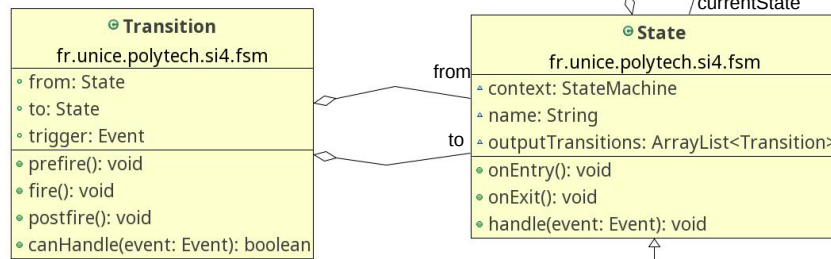 currentState
Transition
fr.unice.polytech.si4.fsm
from: State
to: State
trigger: Event
prefire(): void
fire(): void
postfire(): void
canHandle(event: Event): boolean
from
to
State
fr.unice.polytech.si4.fsm
context: StateMachine
name: String
outputTransitions: ArrayList<Transition>
onEntry(): void
onExit(): void
handle(event: Event): void